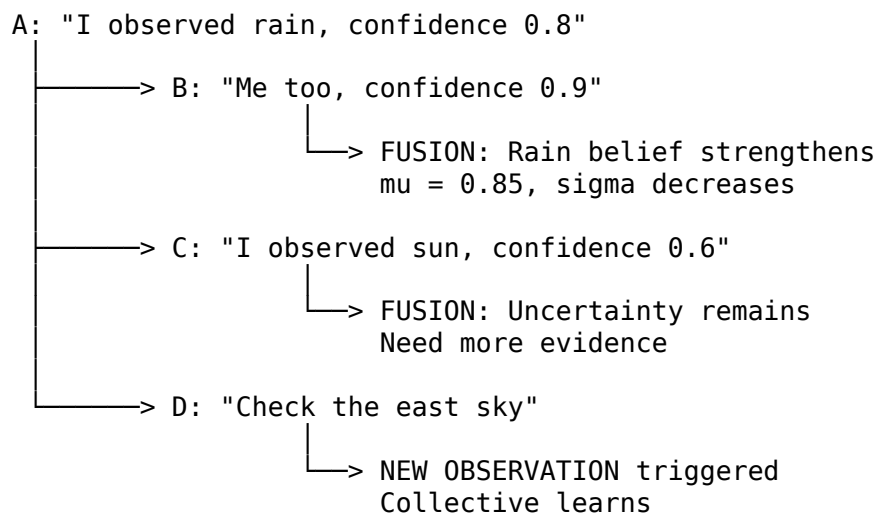 A: "I observed rain, confidence 0.8"
B: "Me too, confidence 0.9"
FUSION: Rain belief strengthens
mu = 0.85, sigma decreases
C: "I observed sun, confidence 0.6"
FUSION: Uncertainty remains
Need more evidence
D: "Check the east sky"
NEW OBSERVATION triggered
Collective learns